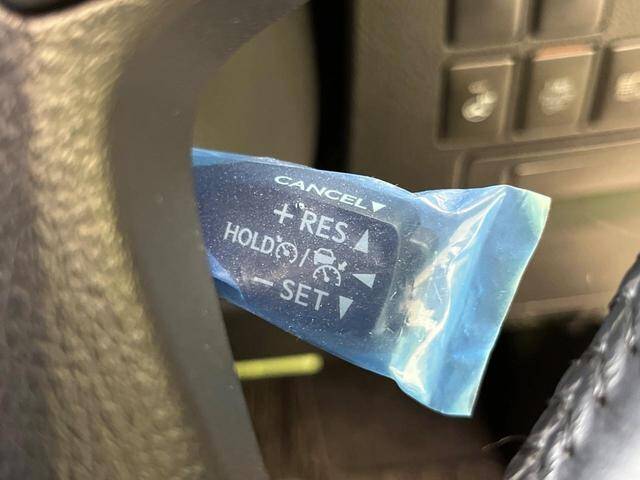 CANCEL▼
+ RES ▲
HOLD / ◀
− SET ▼